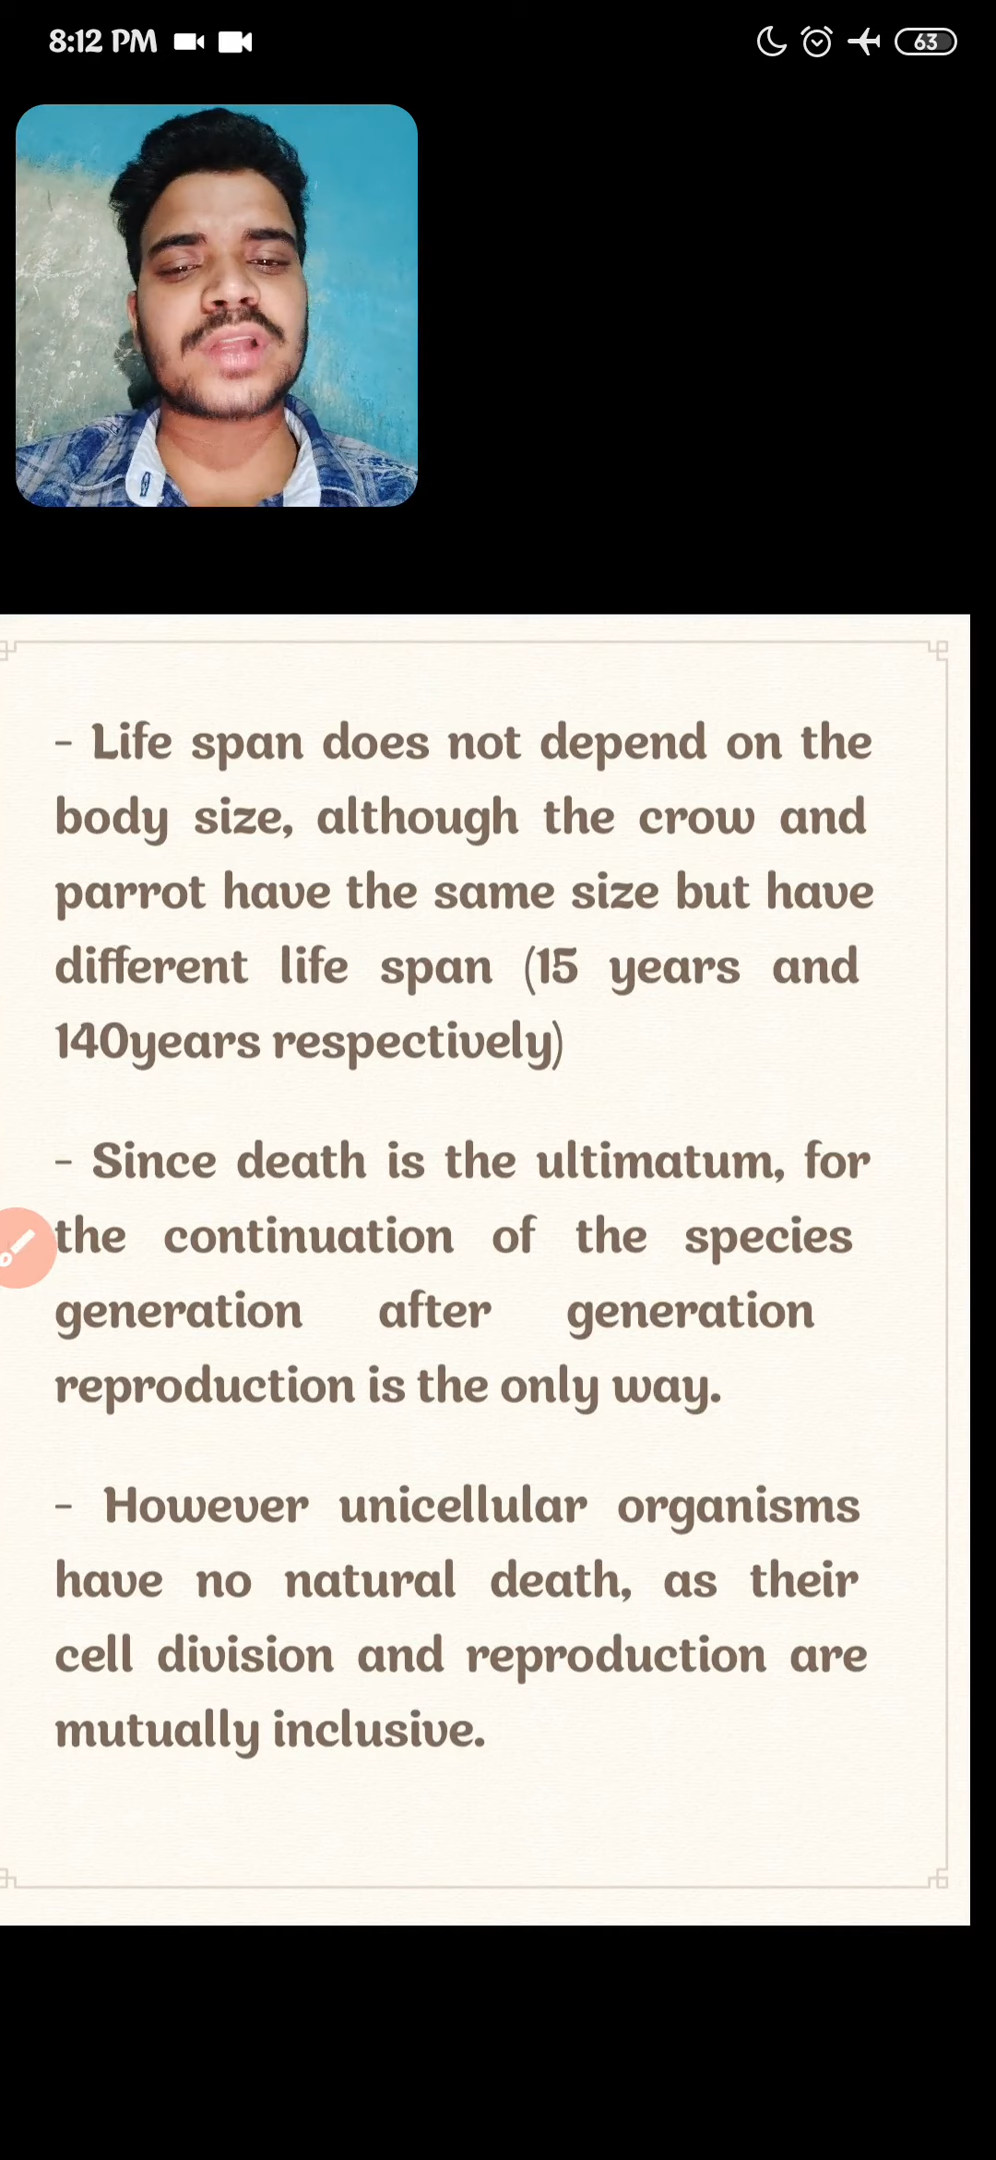 8:12 PM
63
- Life span does not depend on the
body size, although the crow and
parrot have the same size but have
different life span (15 years and
140years respectively)
- Since death is the ultimatum, for
the continuation of the species
generation after generation
reproduction is the only way.
- However unicellular organisms
have no natural death, as their
cell division and reproduction are
mutually inclusive.